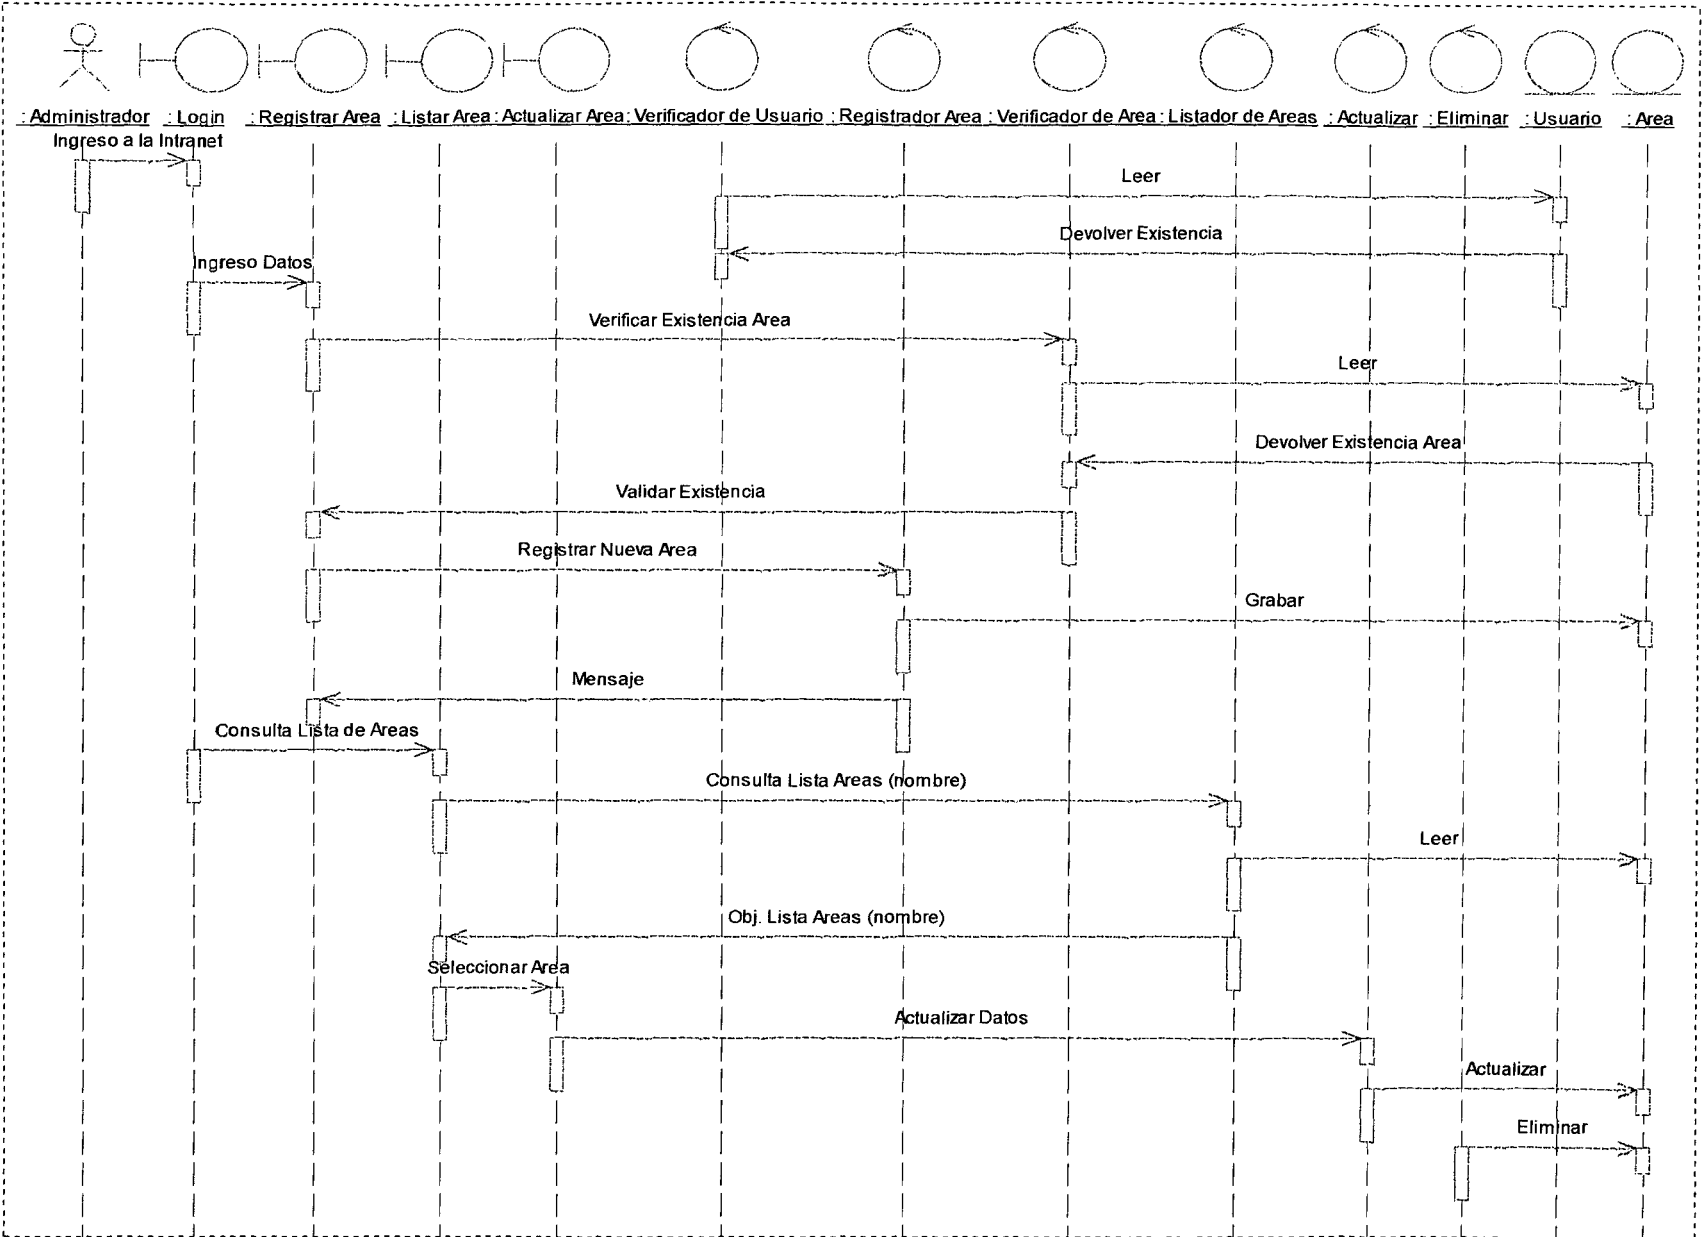 : Administrador : Login : Registrar Area : Listar Area : Actualizar Area : Verificador de Usuario : Registrador Area : Verificador de Area : Listador de Areas : Actualizar : Eliminar : Usuario : Area
Ingreso a la Intranet
Leer
Devolver Existencia
Ingreso Datos
Verificar Existencia Area
Leer
Devolver Existencia Area
Validar Existencia
Registrar Nueva Area
Grabar
Mensaje
Consulta Lista de Areas
Consulta Lista Areas (nombre)
Leer
Obj. Lista Areas (nombre)
Seleccionar Area
Actualizar Datos
Actualizar
Eliminar